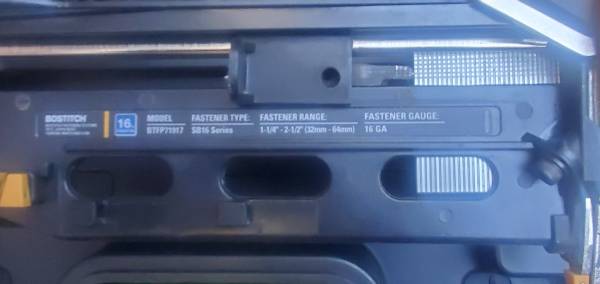 BOSTITCH
16
MODEL
BTFP71917
FASTENER TYPE:
SB16 Series
FASTENER RANGE:
1-1/4" - 2-1/2" (32mm - 64mm)
FASTENER GAUGE:
16 GA